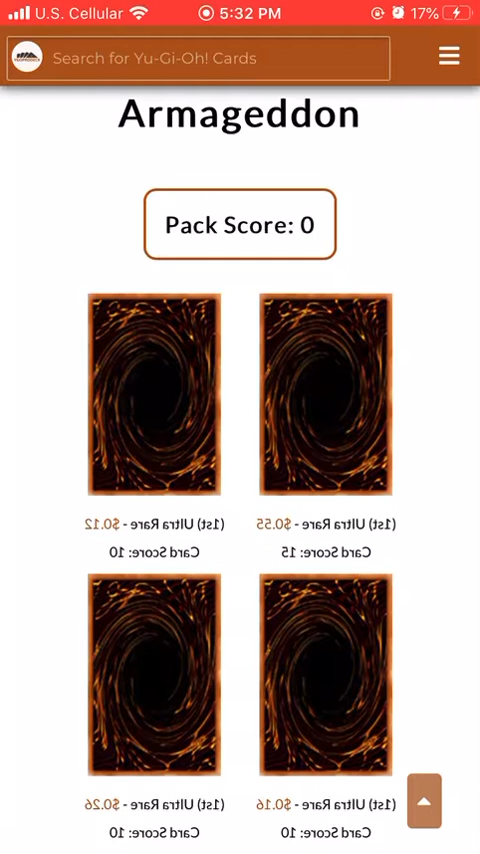 U.S. Cellular 5:32 PM 17%
Search for Yu-Gi-Oh! Cards
Armageddon
Pack Score: 0
(1st) Ultra Rare - $0.12
Card Score: 10
(1st) Ultra Rare - $0.55
Card Score: 15
(1st) Ultra Rare - $0.26
Card Score: 10
(1st) Ultra Rare - $0.16
Card Score: 10